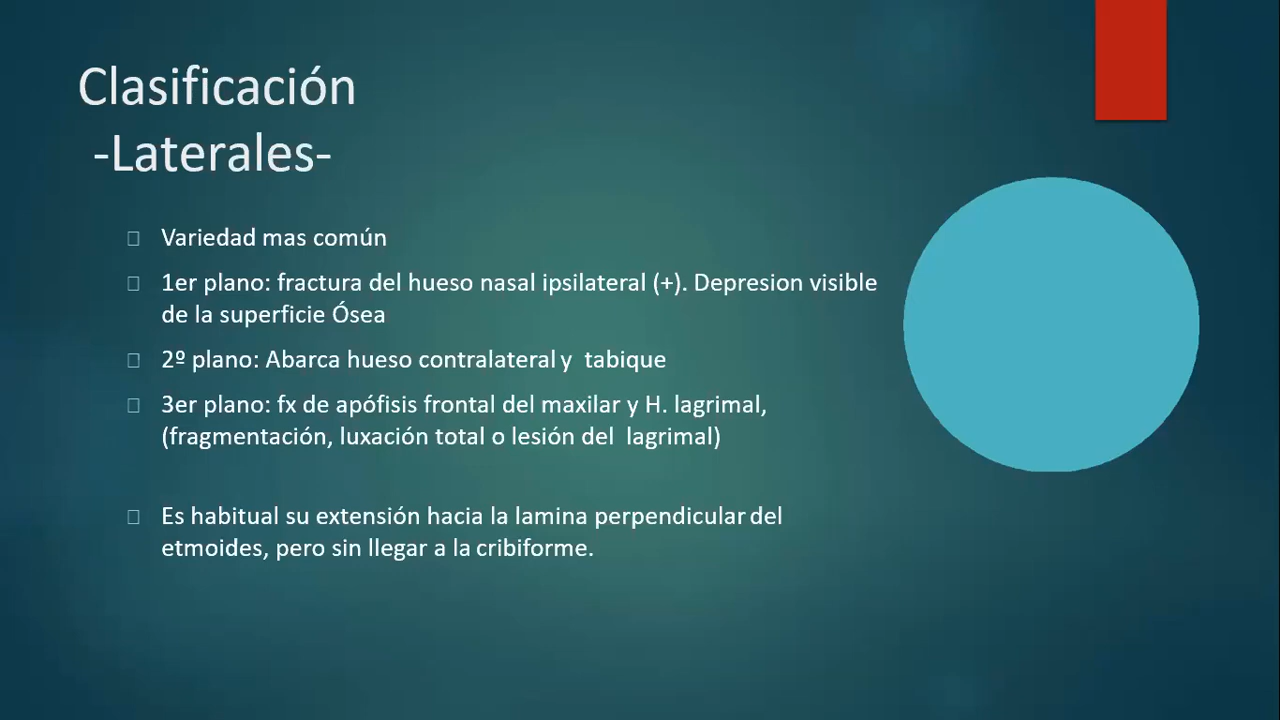 Clasificación
-Laterales-
Variedad mas común
1er plano: fractura del hueso nasal ipsilateral (+). Depresion visible
de la superficie Ósea
2º plano: Abarca hueso contralateral y tabique
3er plano: fx de apófisis frontal del maxilar y H. lagrimal,
(fragmentación, luxación total o lesión del lagrimal)
Es habitual su extensión hacia la lamina perpendicular del
etmoides, pero sin llegar a la cribiforme.